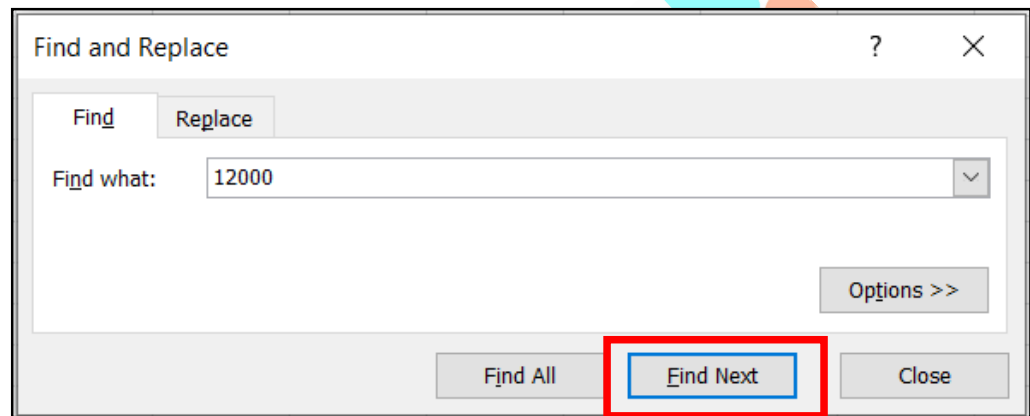 Find and Replace ?
Find Replace
Find what: 12000
Options >>
Find All Find Next Close